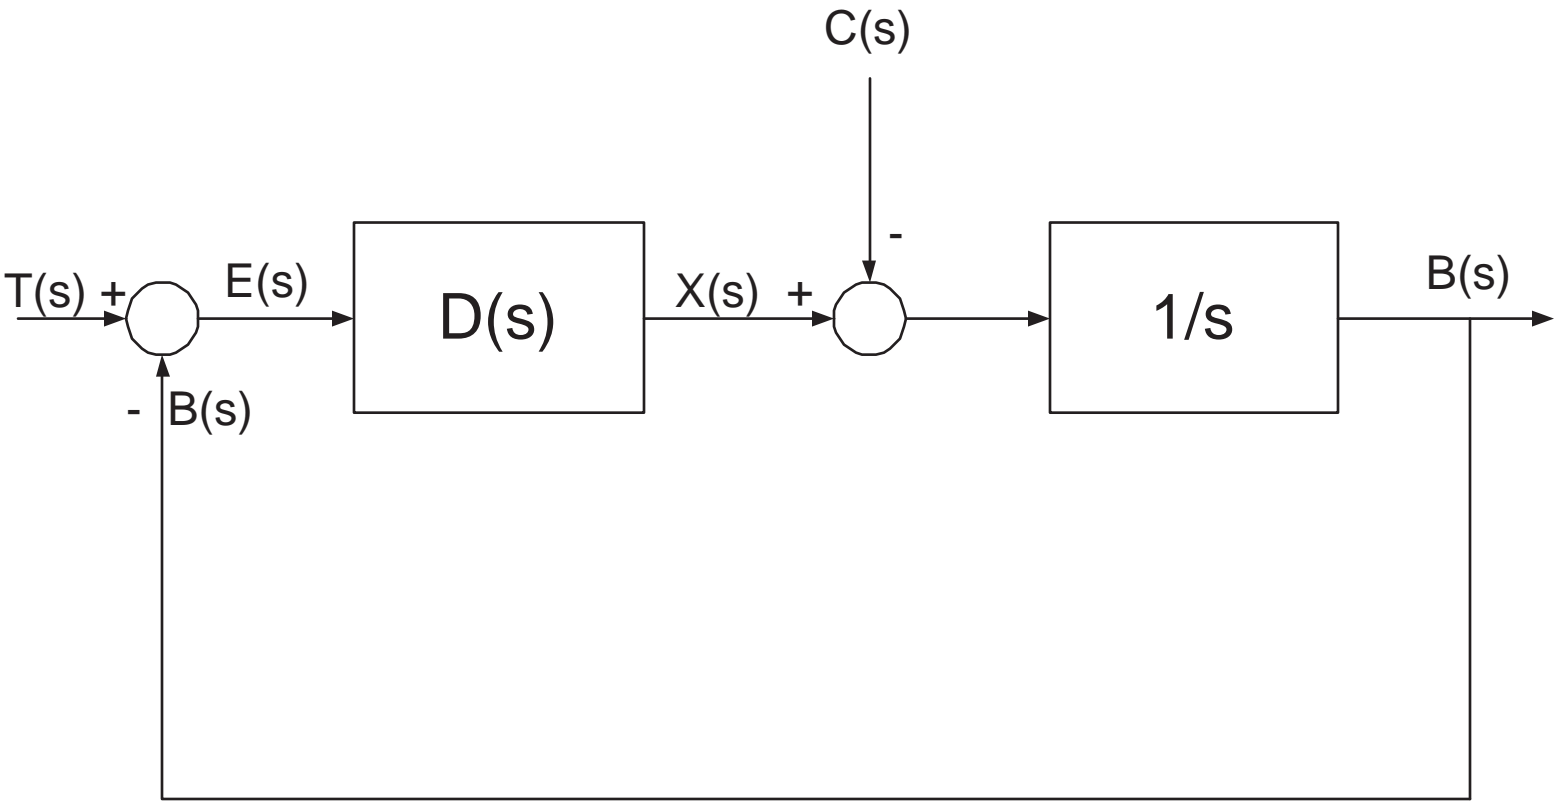 C(s)
-
T(s) +
E(s)
D(s)
X(s) +
1/s
B(s)
- B(s)